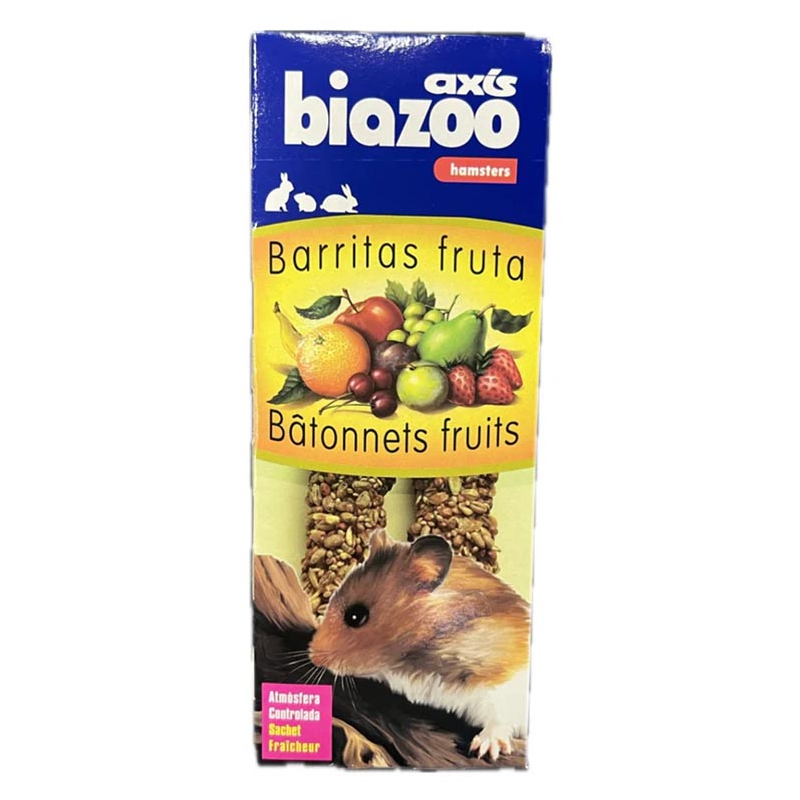 axis
biazoo
hamsters
Barritas fruta
Bâtonnets fruits
Atmósfera
Controlada
Sachet
Fraîcheur